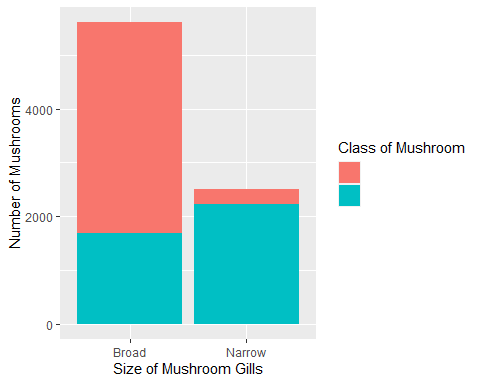 Number of Mushrooms
4000
2000
0
Broad
Narrow
Size of Mushroom Gills
Class of Mushroom